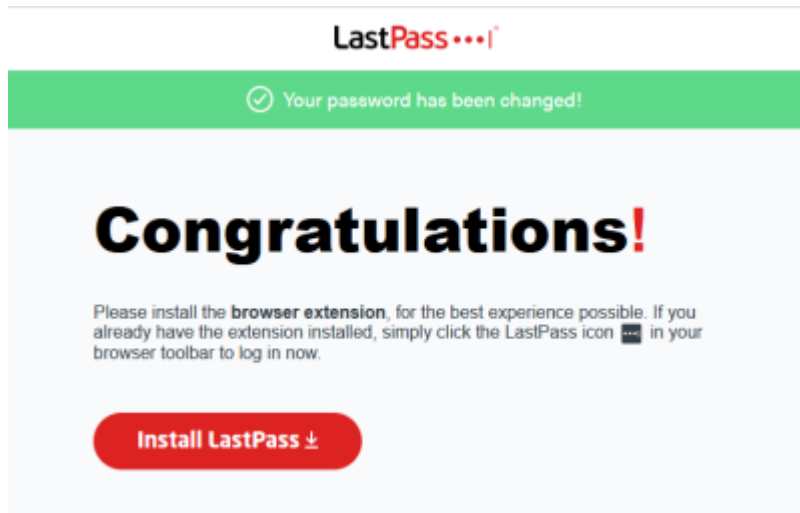 LastPass
Your password has been changed!
Congratulations!
Please install the browser extension, for the best experience possible. If you
already have the extension installed, simply click the LastPass icon in your
browser toolbar to log in now.
Install LastPass